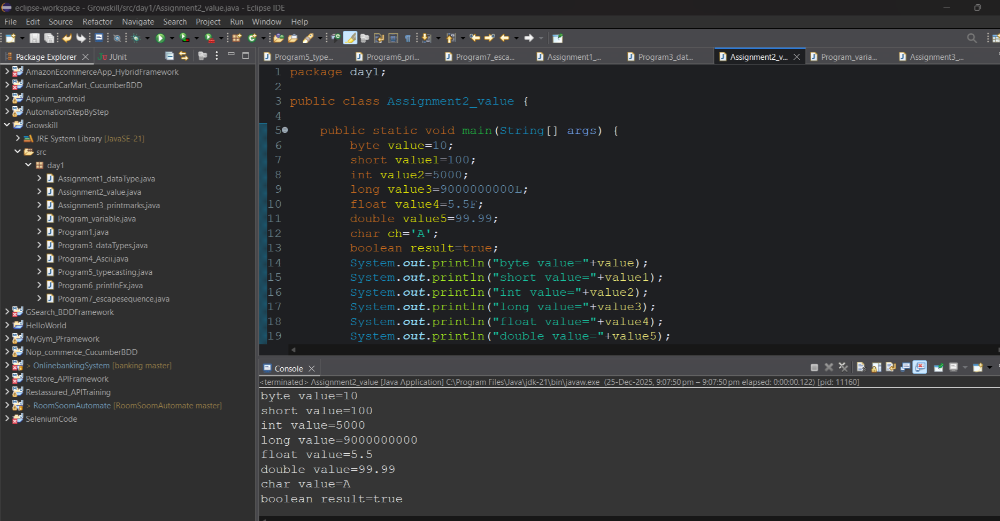 eclipse-workspace - Growskill/src/day1/Assignment2_value.java - Eclipse IDE
File Edit Source Refactor Navigate Search Project Run Window Help
Package Explorer JUnit
AmazonEcommerceApp_HybridFramework
AmericasCarMart_CucumberBDD
Appium_android
AutomationStepByStep
Growskill
JRE System Library [JavaSE-21]
src
day1
Assignment1_dataType.java
Assignment2_value.java
Assignment3_printmarks.java
Program_variable.java
Program1.java
Program3_dataTypes.java
Program4_Ascii.java
Program5_typecasting.java
Program6_printlnEx.java
Program7_escapesequence.java
GSearch_BDDFramework
HelloWorld
MyGym_PFramework
Nop_commerce_CucumberBDD
> OnlinebankingSystem [banking master]
Petstore_APIFramework
Restassured_APITraining
> RoomSoomAutomate [RoomSoomAutomate master]
SeleniumCode
Program5_type... Program6_pri... Program7_esca... Assignment1_... Program3_dat... Assignment2_v... Program_varia... Assignment3_...
1 package day1;
2
3 public class Assignment2_value {
4
5 public static void main(String[] args) {
6 byte value=10;
7 short value1=100;
8 int value2=5000;
9 long value3=9000000000L;
10 float value4=5.5F;
11 double value5=99.99;
12 char ch='A';
13 boolean result=true;
14 System.out.println("byte value="+value);
15 System.out.println("short value="+value1);
16 System.out.println("int value="+value2);
17 System.out.println("long value="+value3);
18 System.out.println("float value="+value4);
19 System.out.println("double value="+value5);
Console
<terminated> Assignment2_value [Java Application] C:\Program Files\Java\jdk-21\bin\javaw.exe (25-Dec-2025, 9:07:50 pm – 9:07:50 pm elapsed: 0:00:00.122) [pid: 11160]
byte value=10
short value=100
int value=5000
long value=9000000000
float value=5.5
double value=99.99
char value=A
boolean result=true